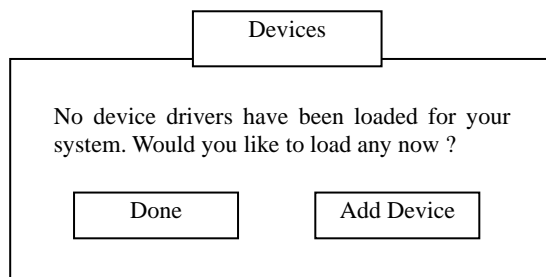 Devices
No device drivers have been loaded for your
system. Would you like to load any now ?
Done
Add Device